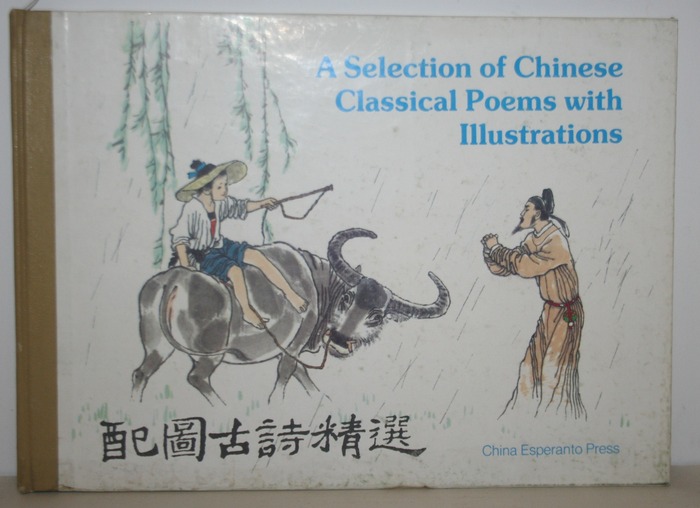 A Selection of Chinese
Classical Poems with
Illustrations
配圖古詩精選
China Esperanto Press